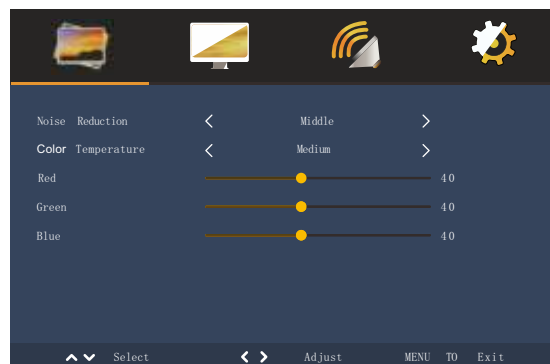 Noise Reduction Middle
Color Temperature Medium
Red 40
Green 40
Blue 40
Select Adjust MENU TO Exit